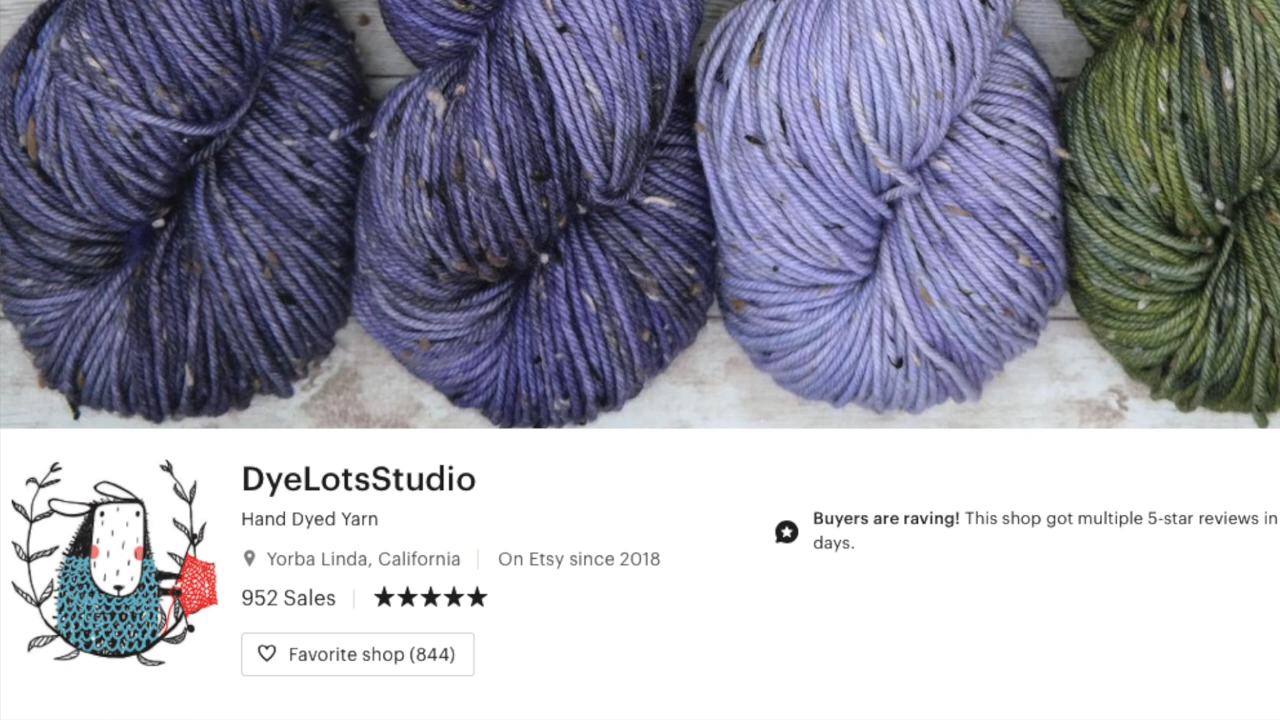 DyeLotsStudio
Hand Dyed Yarn
Yorba Linda, California
On Etsy since 2018
952 Sales
Favorite shop (844)
Buyers are raving! This shop got multiple 5-star reviews in
days.